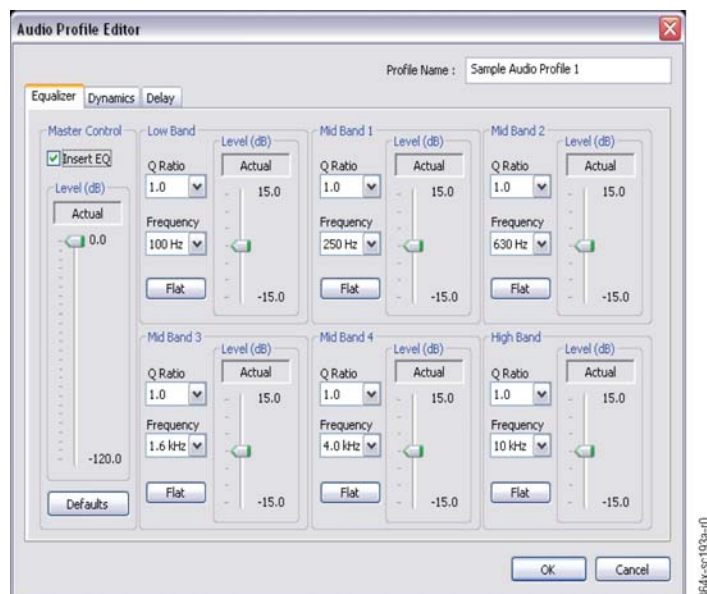 Audio Profile Editor
Profile Name : Sample Audio Profile 1
Equalizer Dynamics Delay
Master Control
Insert EQ
Level (dB)
Actual
0.0
-120.0
Defaults
Low Band
Q Ratio
1.0
Frequency
100 Hz
Flat
Level (dB)
Actual
15.0
-15.0
Mid Band 1
Q Ratio
1.0
Frequency
250 Hz
Flat
Level (dB)
Actual
15.0
-15.0
Mid Band 2
Q Ratio
1.0
Frequency
630 Hz
Flat
Level (dB)
Actual
15.0
-15.0
Mid Band 3
Q Ratio
1.0
Frequency
1.6 kHz
Flat
Level (dB)
Actual
15.0
-15.0
Mid Band 4
Q Ratio
1.0
Frequency
4.0 kHz
Flat
Level (dB)
Actual
15.0
-15.0
High Band
Q Ratio
1.0
Frequency
10 kHz
Flat
Level (dB)
Actual
15.0
-15.0
OK Cancel